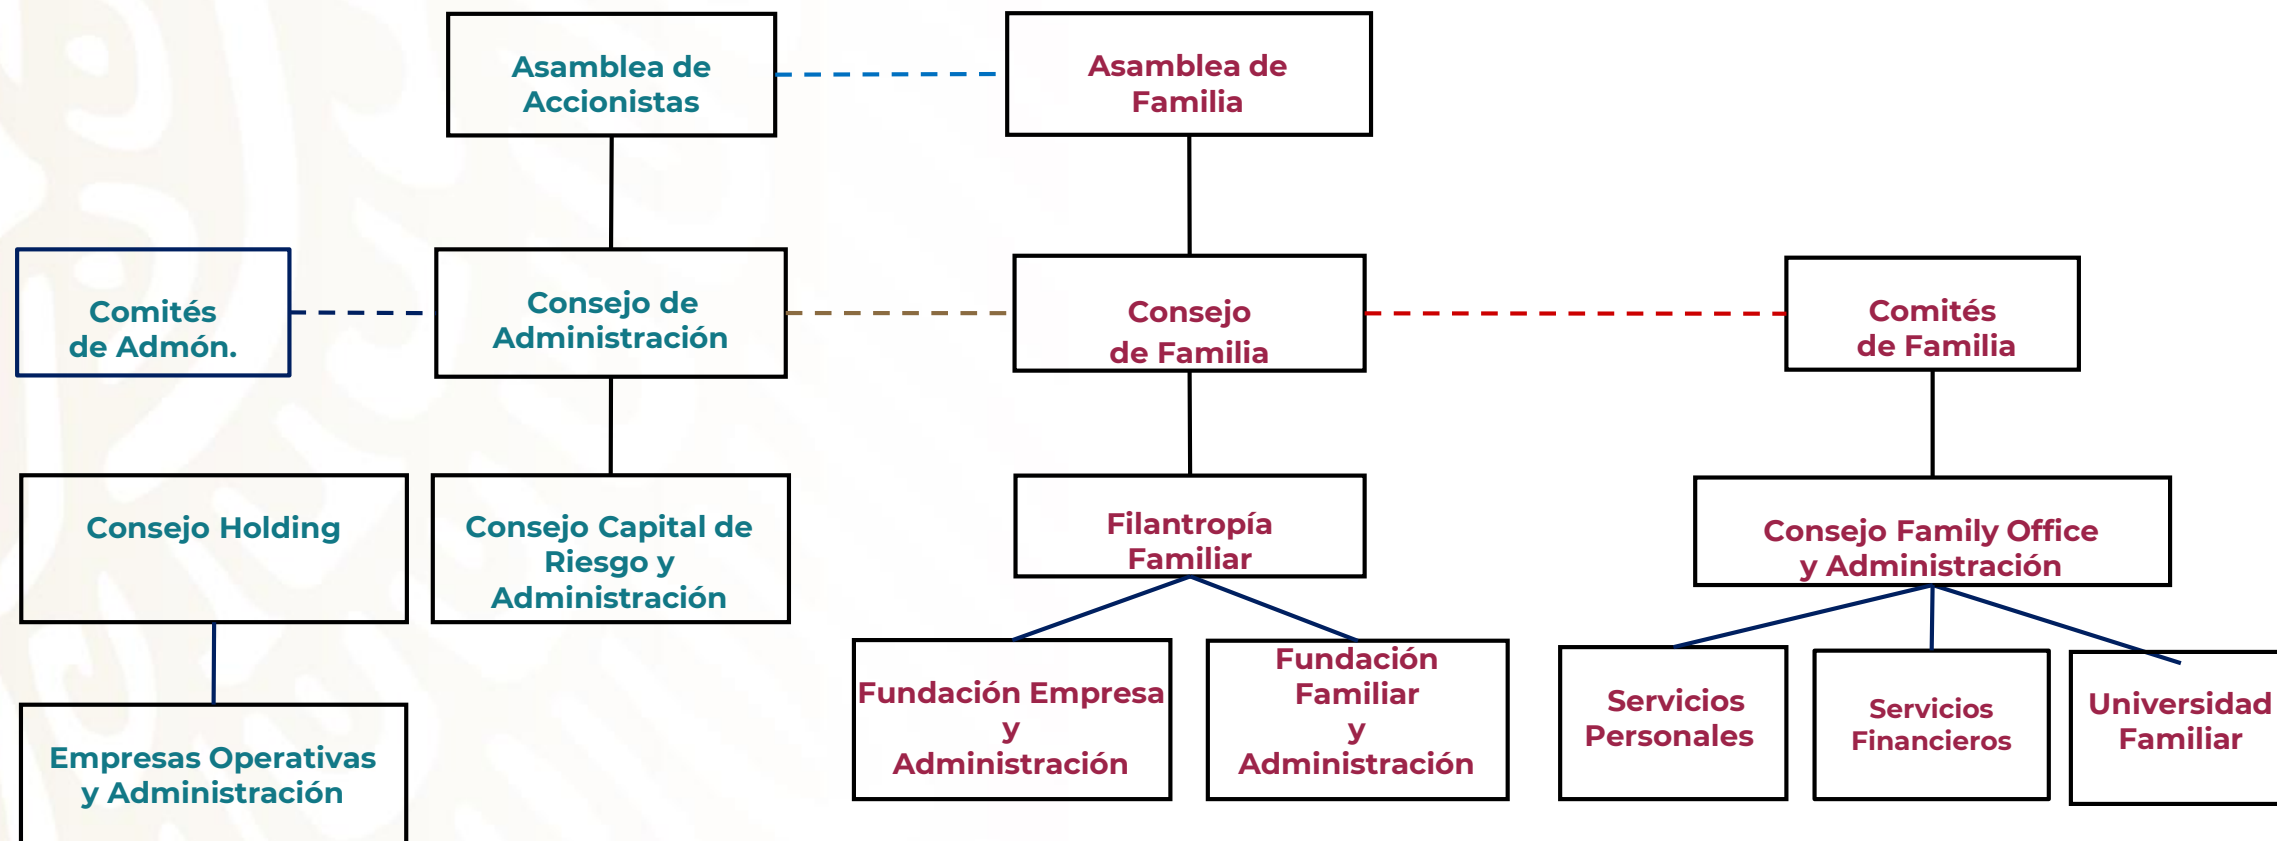 Asamblea de
Accionistas
Asamblea de
Familia
Comités
de Admón.
Consejo de
Administración
Consejo
de Familia
Comités
de Familia
Consejo Holding
Consejo Capital de
Riesgo y
Administración
Filantropía
Familiar
Consejo Family Office
y Administración
Empresas Operativas
y Administración
Fundación Empresa
y
Administración
Fundación
Familiar
y
Administración
Servicios
Personales
Servicios
Financieros
Universidad
Familiar